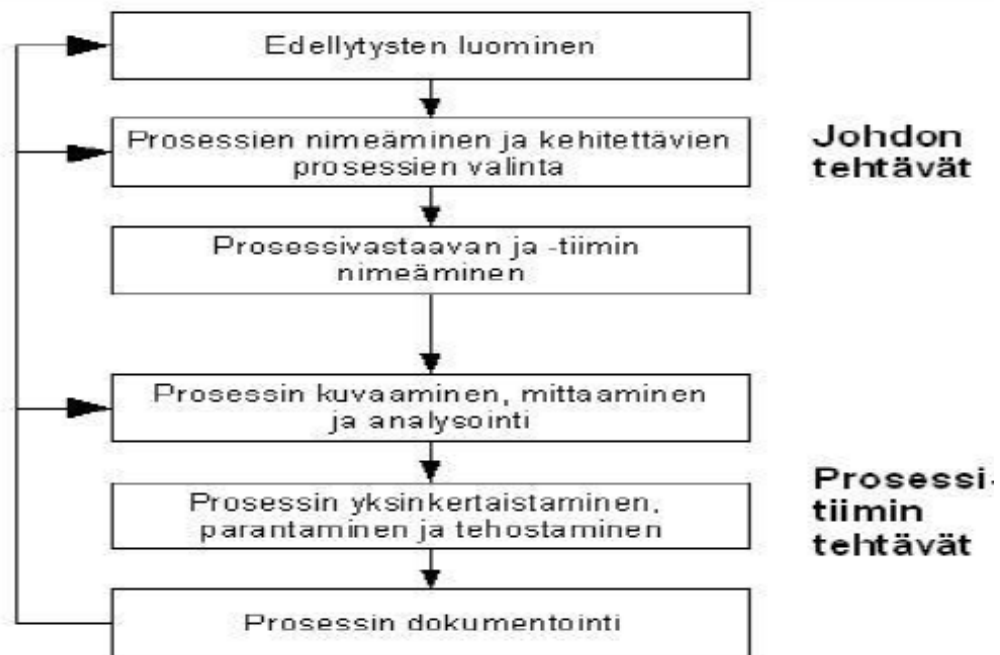 Edellytysten luominen
Prosessien nimeäminen ja kehitettävien
prosessien valinta
Johdon
tehtävät
Prosessivastaavan ja -tiimin
nimeäminen
Prosessin kuvaaminen, mittaaminen
ja analysointi
Prosessin yksinkertaistaminen,
parantaminen ja tehostaminen
Prosessi-
tiimin
tehtävät
Prosessin dokumentointi